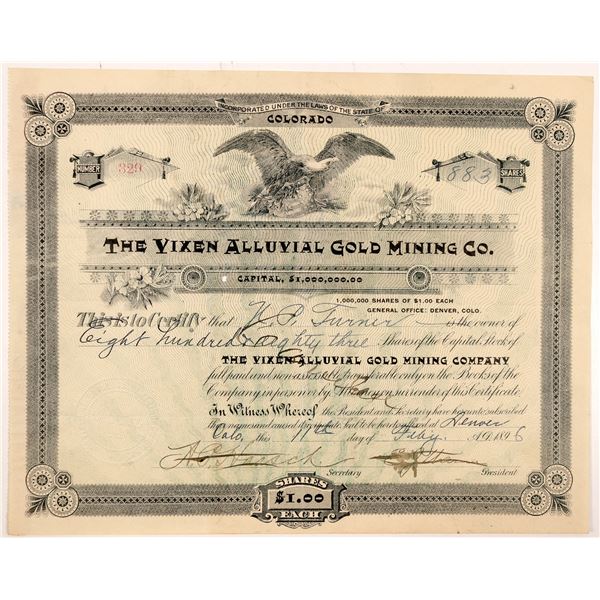 INCORPORATED UNDER THE LAWS OF THE STATE OF
COLORADO
NUMBER 329
883 SHARES
THE VIXEN ALLUVIAL GOLD MINING CO.
CAPITAL, $1,000,000.00
1,000,000 SHARES OF $1.00 EACH
GENERAL OFFICE: DENVER, COLO.
This is to Certify that P. Turner is the owner of
Eight hundred eighty three Shares of the Capital Stock of
THE VIXEN ALLUVIAL GOLD MINING COMPANY
full paid and non assessable transferable only on the Books of the
Company in person or by Attorney on surrender of this Certificate.
In Witness Whereof the President and Secretary have hereunto subscribed
their names and caused this certificate to be hereto affixed at Denver
Colo, this 11th day of Feby. A.D. 1896
Secretary President
SHARES
$1.00
EACH